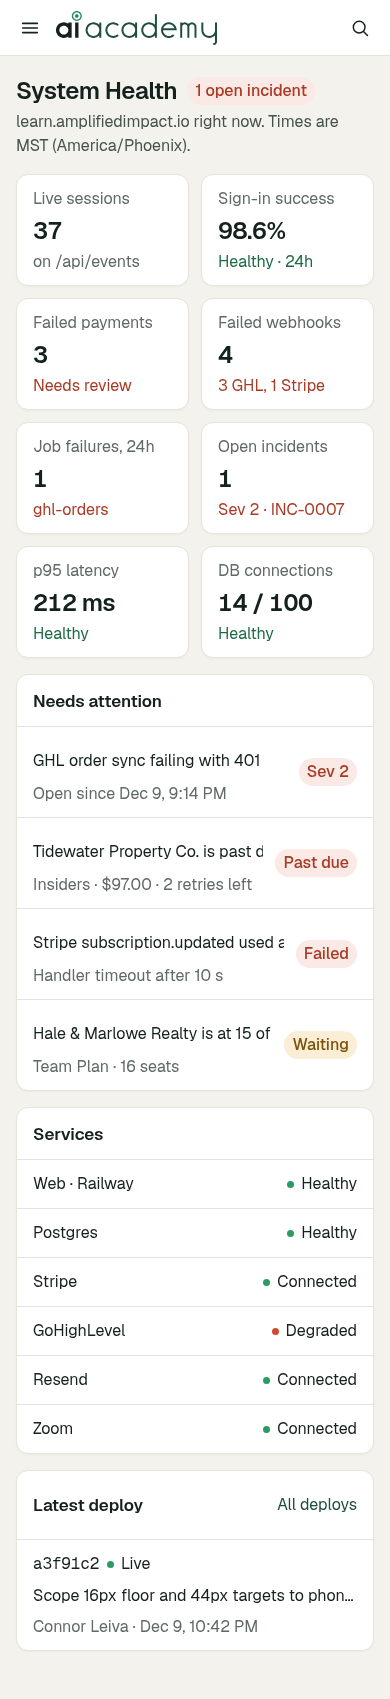 ai academy
System Health 1 open incident
learn.amplifiedimpact.io right now. Times are
MST (America/Phoenix).
Live sessions
37
on /api/events
Sign-in success
98.6%
Healthy · 24h
Failed payments
3
Needs review
Failed webhooks
4
3 GHL, 1 Stripe
Job failures, 24h
1
ghl-orders
Open incidents
1
Sev 2 · INC-0007
p95 latency
212 ms
Healthy
DB connections
14 / 100
Healthy
Needs attention
GHL order sync failing with 401
Open since Dec 9, 9:14 PM
Sev 2
Tidewater Property Co. is past
Insiders · $97.00 · 2 retries left
Past due
Stripe subscription.updated used
Handler timeout after 10 s
Failed
Hale & Marlowe Realty is at 15 of
Team Plan · 16 seats
Waiting
Services
Web · Railway Healthy
Postgres Healthy
Stripe Connected
GoHighLevel Degraded
Resend Connected
Zoom Connected
Latest deploy All deploys
a3f91c2 Live
Scope 16px floor and 44px targets to phon...
Connor Leiva · Dec 9, 10:42 PM